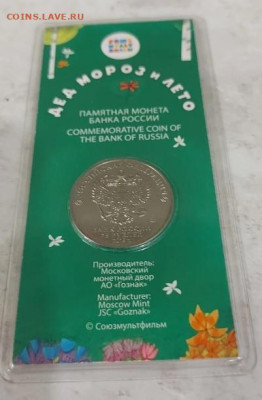 COINS.LAVE.RU
ДЕД МОРОЗ И ЛЕТО
ПАМЯТНАЯ МОНЕТА
БАНКА РОССИИ
COMMEMORATIVE COIN OF
THE BANK OF RUSSIA
Производитель:
Московский
монетный двор
АО «Гознак»
Manufacturer:
Moscow Mint
JSC «Goznak»
© Союзмультфильм